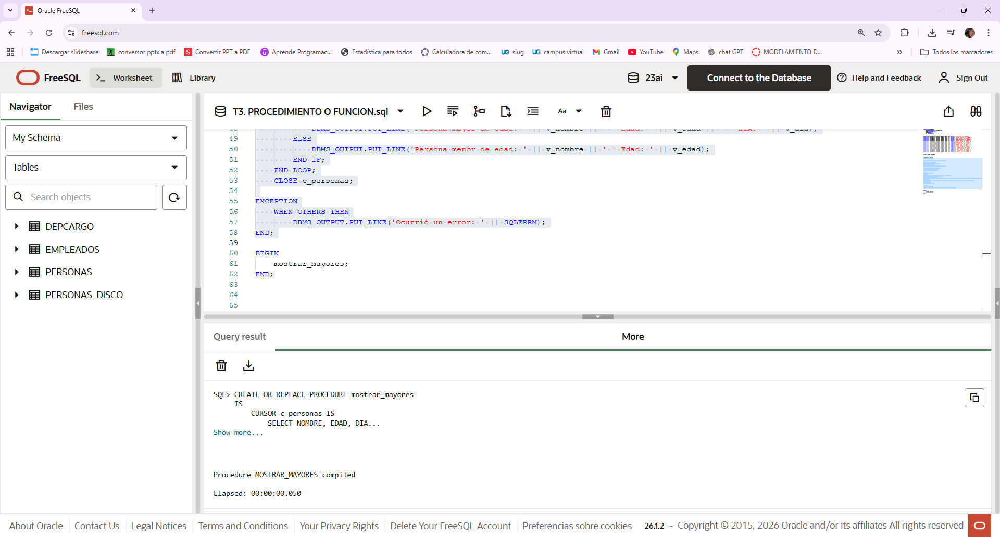 Oracle FreeSQL
freesql.com
Descargar slideshare
conversor pptx a pdf
S Convertir PPT a PDF
Aprende Programac...
Estadística para todos
Calculadora de com...
UG siug
UG campus virtual
Gmail
YouTube
Maps
chat GPT
MODELAMIENTO D...
Todos los marcadores
FreeSQL
Worksheet
Library
23ai
Connect to the Database
Help and Feedback
Sign Out
Navigator
Files
My Schema
Tables
Search objects
DEPCARGO
EMPLEADOS
PERSONAS
PERSONAS_DISCO
T3. PROCEDIMIENTO O FUNCION.sql
Aa
49 ELSE
50 DBMS_OUTPUT.PUT_LINE('Persona menor de edad: ' || v_nombre || ' - Edad: ' || v_edad);
51 END IF;
52 END LOOP;
53 CLOSE c_personas;
54
55 EXCEPTION
56 WHEN OTHERS THEN
57 DBMS_OUTPUT.PUT_LINE('Ocurrió un error: ' || SQLERRM);
58 END;
59
60 BEGIN
61 mostrar_mayores;
62 END;
63
64
65
Query result
More
SQL> CREATE OR REPLACE PROCEDURE mostrar_mayores
IS
CURSOR c_personas IS
SELECT NOMBRE, EDAD, DIA...
Show more...
Procedure MOSTRAR_MAYORES compiled
Elapsed: 00:00:00.050
About Oracle
Contact Us
Legal Notices
Terms and Conditions
Your Privacy Rights
Delete Your FreeSQL Account
Preferencias sobre cookies
26.1.2 - Copyright © 2015, 2026 Oracle and/or its affiliates All rights reserved